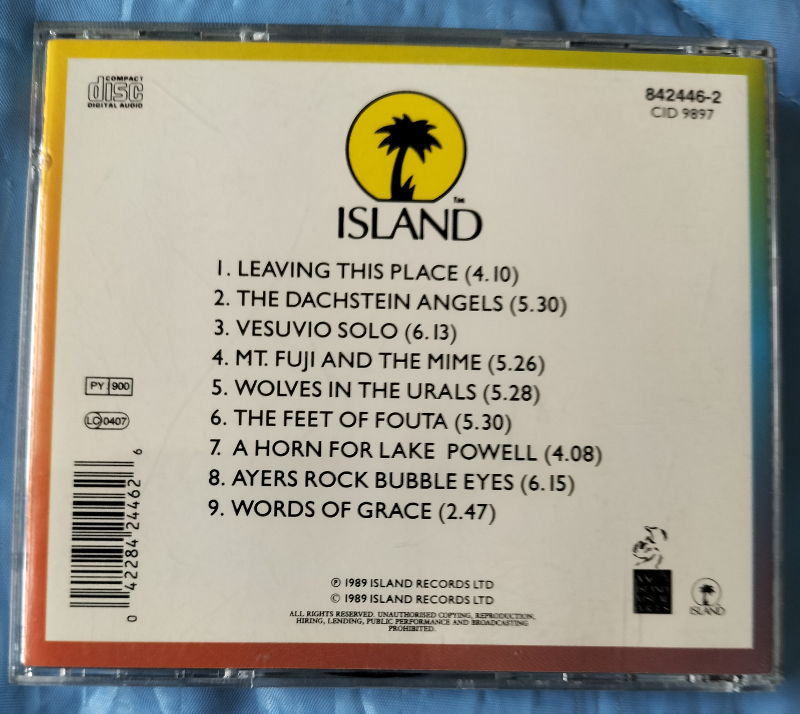 COMPACT
disc
DIGITAL AUDIO
842446-2
CID 9897
ISLAND™
1. LEAVING THIS PLACE (4.10)
2. THE DACHSTEIN ANGELS (5.30)
3. VESUVIO SOLO (6.13)
4. MT. FUJI AND THE MIME (5.26)
5. WOLVES IN THE URALS (5.28)
6. THE FEET OF FOUTA (5.30)
7. A HORN FOR LAKE POWELL (4.08)
8. AYERS ROCK BUBBLE EYES (6.15)
9. WORDS OF GRACE (2.47)
PY 900
LC 0407
0 42284 24462 6
℗ 1989 ISLAND RECORDS LTD
© 1989 ISLAND RECORDS LTD
ALL RIGHTS RESERVED. UNAUTHORISED COPYING, REPRODUCTION,
HIRING, LENDING, PUBLIC PERFORMANCE AND BROADCASTING
PROHIBITED.
ISLAND